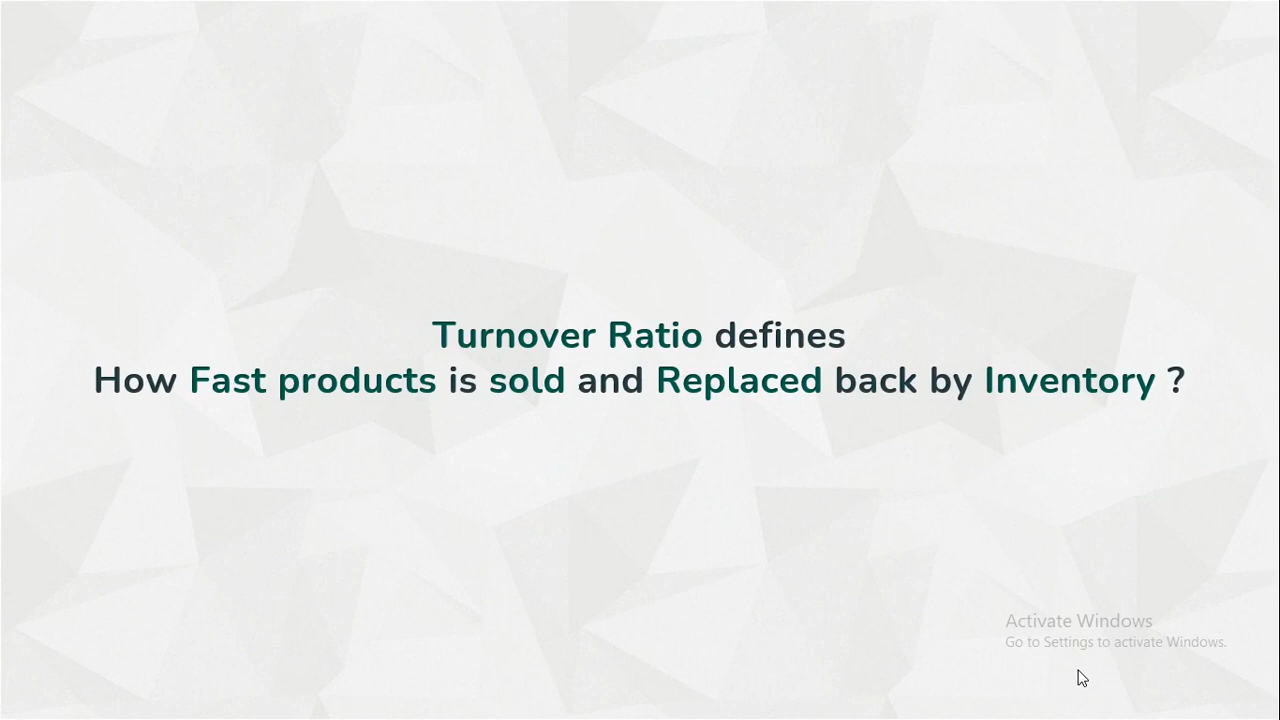 Turnover Ratio defines
How Fast products is sold and Replaced back by Inventory ?
Activate Windows
Go to Settings to activate Windows.